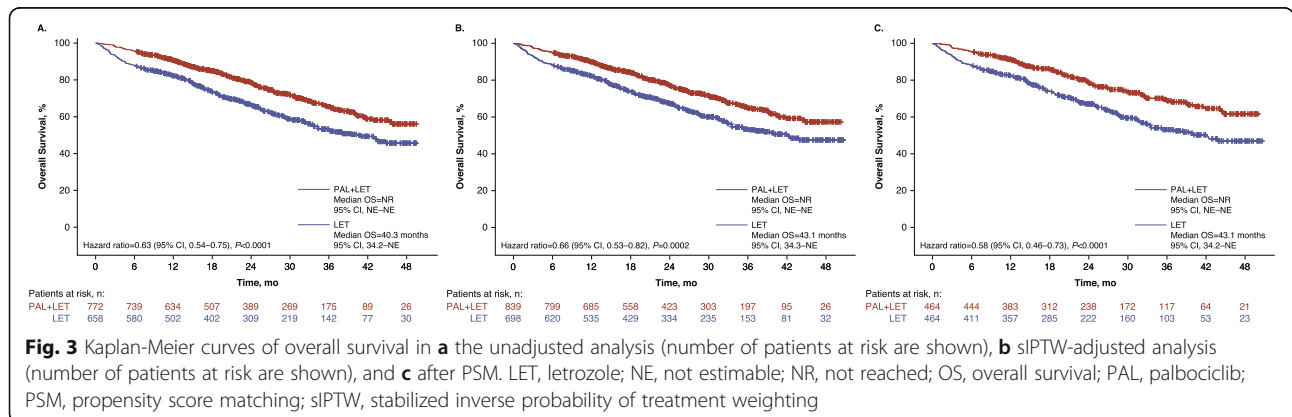 A.
100
80
60
40
20
0
Overall Survival, %
PAL+LET
Median OS=NR
95% CI, NE–NE
LET
Median OS=40.3 months
95% CI, 34.2–NE
Hazard ratio=0.63 (95% CI, 0.54–0.75), P<0.0001
0 6 12 18 24 30 36 42 48
Time, mo
Patients at risk, n:
PAL+LET 772 739 634 507 389 269 175 89 26
LET 658 580 502 402 309 219 142 77 30
B.
100
80
60
40
20
0
Overall Survival, %
PAL+LET
Median OS=NR
95% CI, NE–NE
LET
Median OS=43.1 months
95% CI, 34.3–NE
Hazard ratio=0.66 (95% CI, 0.53–0.82), P=0.0002
0 6 12 18 24 30 36 42 48
Time, mo
Patients at risk, n:
PAL+LET 839 799 685 558 423 303 197 95 26
LET 698 620 535 429 334 235 153 81 32
C.
100
80
60
40
20
0
Overall Survival, %
PAL+LET
Median OS=NR
95% CI, NE–NE
LET
Median OS=43.1 months
95% CI, 34.2–NE
Hazard ratio=0.58 (95% CI, 0.46–0.73), P<0.0001
0 6 12 18 24 30 36 42 48
Time, mo
Patients at risk, n:
PAL+LET 464 444 383 312 238 172 117 64 21
LET 464 411 357 285 222 160 103 53 23
Fig. 3 Kaplan-Meier curves of overall survival in a the unadjusted analysis (number of patients at risk are shown), b sIPTW-adjusted analysis
(number of patients at risk are shown), and c after PSM. LET, letrozole; NE, not estimable; NR, not reached; OS, overall survival; PAL, palbociclib;
PSM, propensity score matching; sIPTW, stabilized inverse probability of treatment weighting